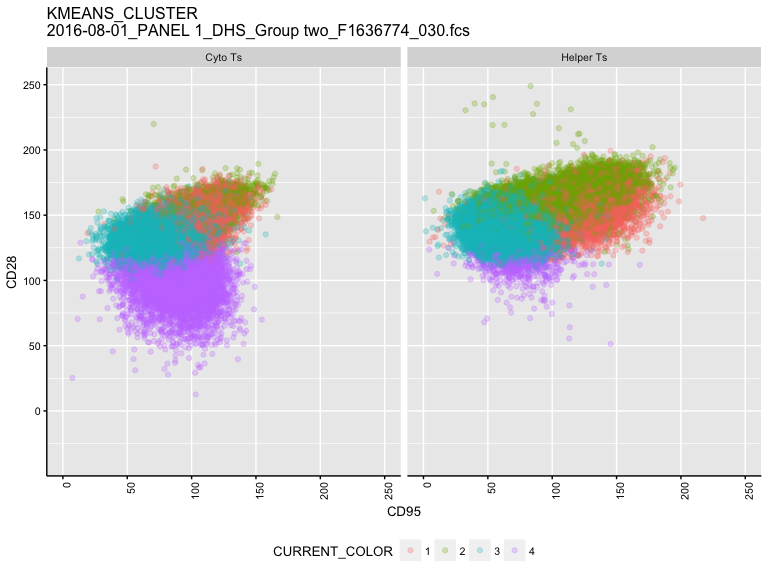 KMEANS_CLUSTER
2016-08-01_PANEL 1_DHS_Group two_F1636774_030.fcs
Cyto Ts
Helper Ts
250
200
150
100
50
0
CD28
0 50 100 150 200 250
0 50 100 150 200 250
CD95
CURRENT_COLOR 1 2 3 4